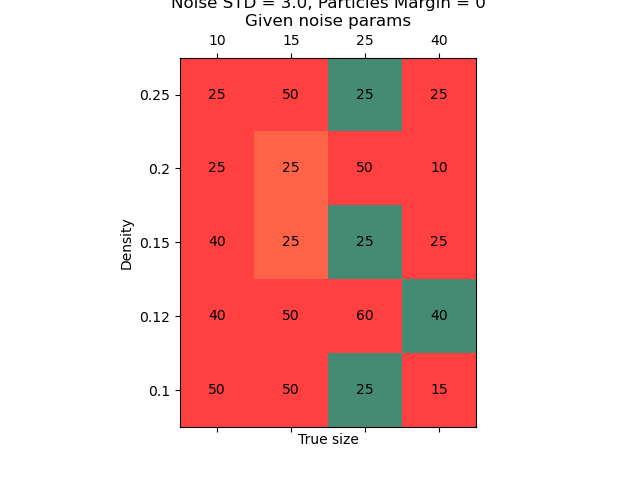 Noise STD = 3.0, Particles Margin = 0
Given noise params
10 15 25 40
0.25 25 50 25 25
0.2 25 25 50 10
0.15 40 25 25 25
0.12 40 50 60 40
0.1 50 50 25 15
Density
True size